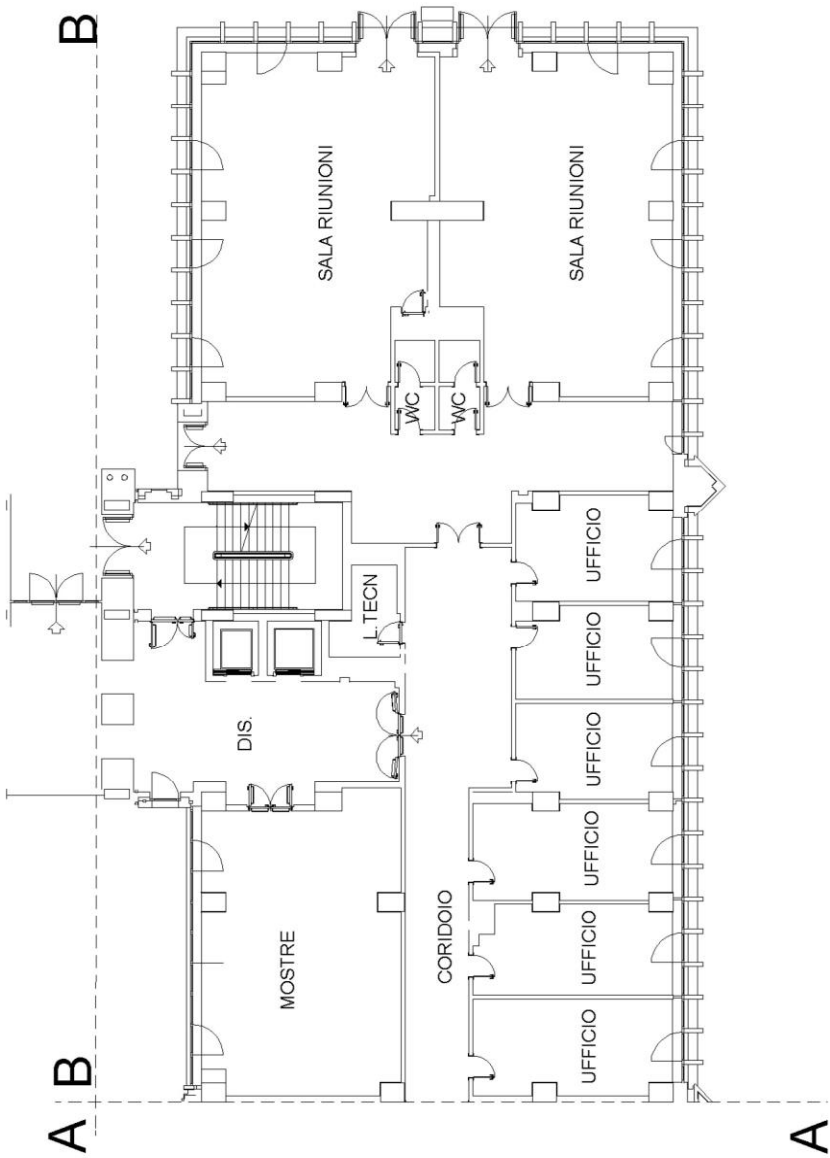 A
B
B
DIS.
MOSTRE
SALA RIUNIONI
L.TECN
WC
CORIDOIO
WC
SALA RIUNIONI
UFFICIO
UFFICIO
UFFICIO
UFFICIO
UFFICIO
UFFICIO
A